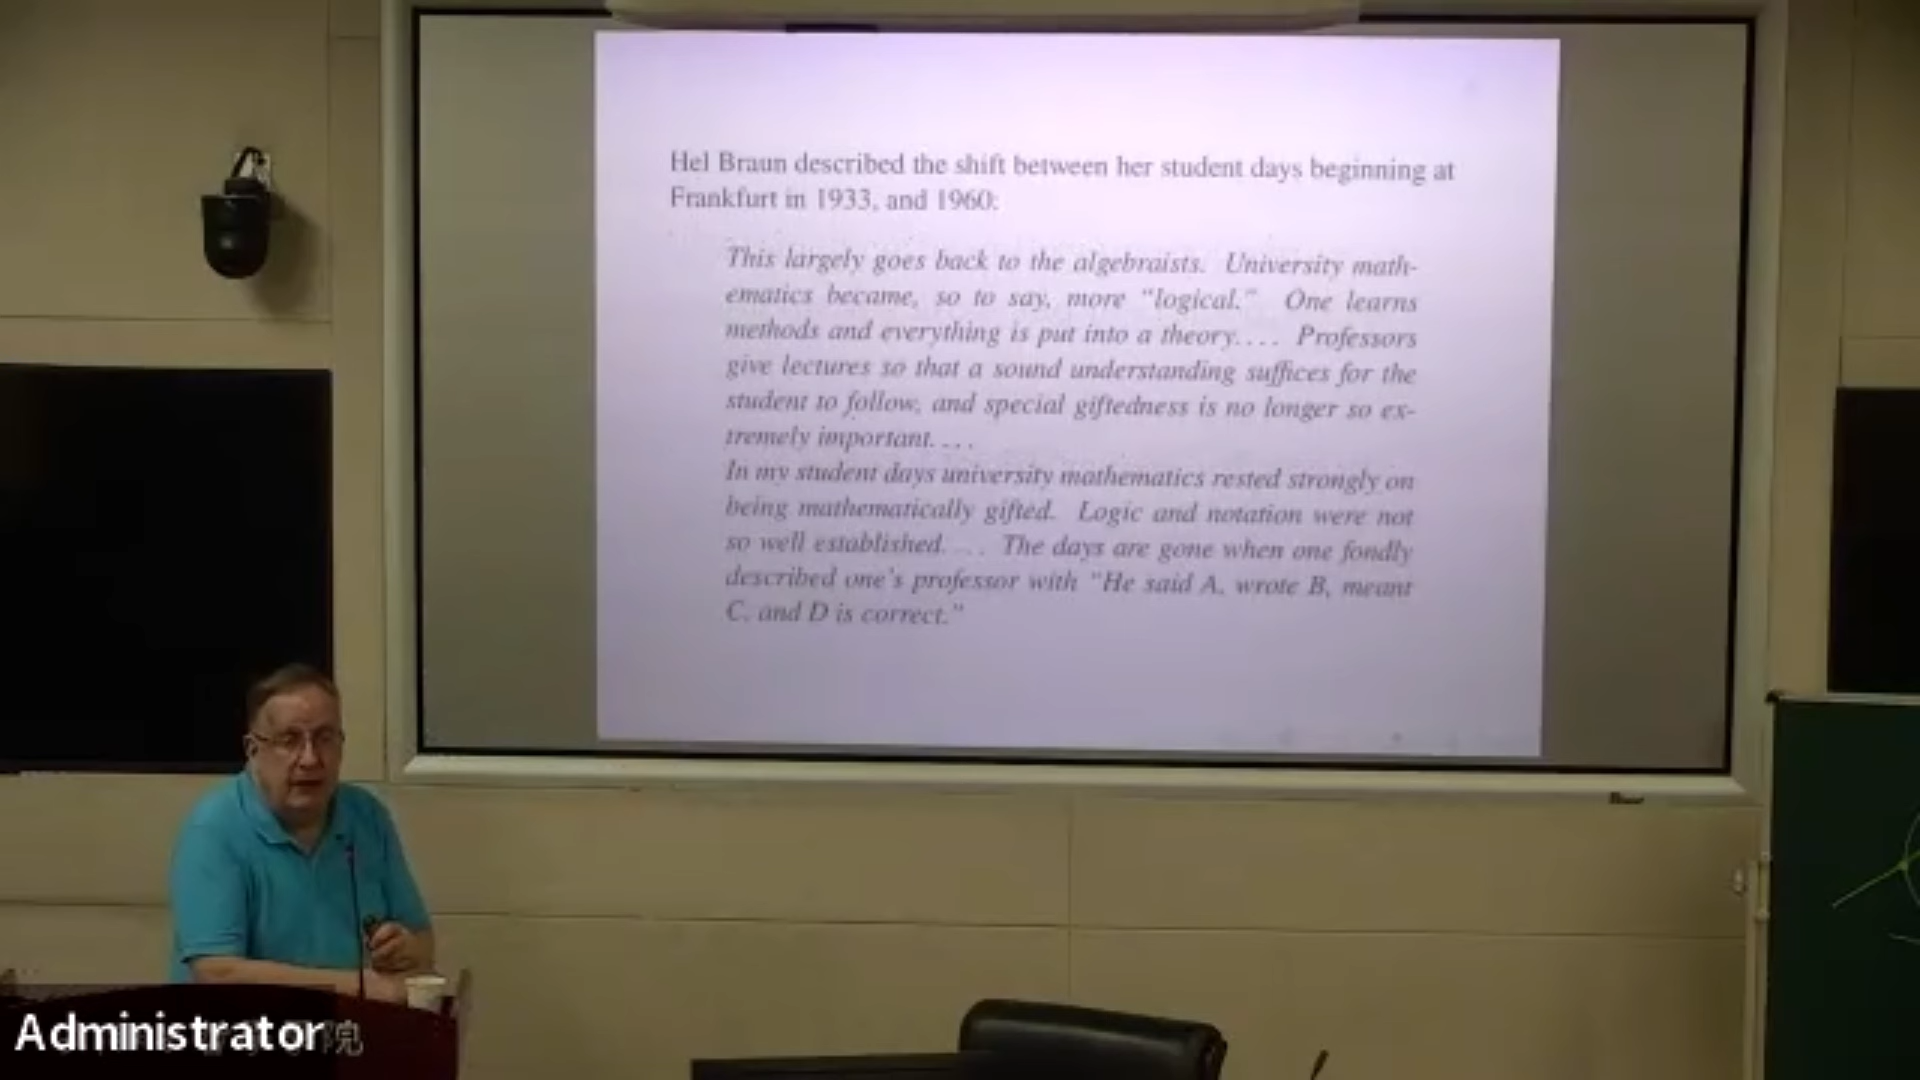 Hel Braun described the shift between her student days beginning at
Frankfurt in 1933, and 1960:
This largely goes back to the algebraists. University math-
ematics became, so to say, more "logical." One learns
methods and everything is put into a theory.... Professors
give lectures so that a sound understanding suffices for the
student to follow, and special giftedness is no longer so ex-
tremely important....
In my student days university mathematics rested strongly on
being mathematically gifted. Logic and notation were not
so well established.... The days are gone when one fondly
described one's professor with "He said A, wrote B, meant
C, and D is correct."
Administrator
院